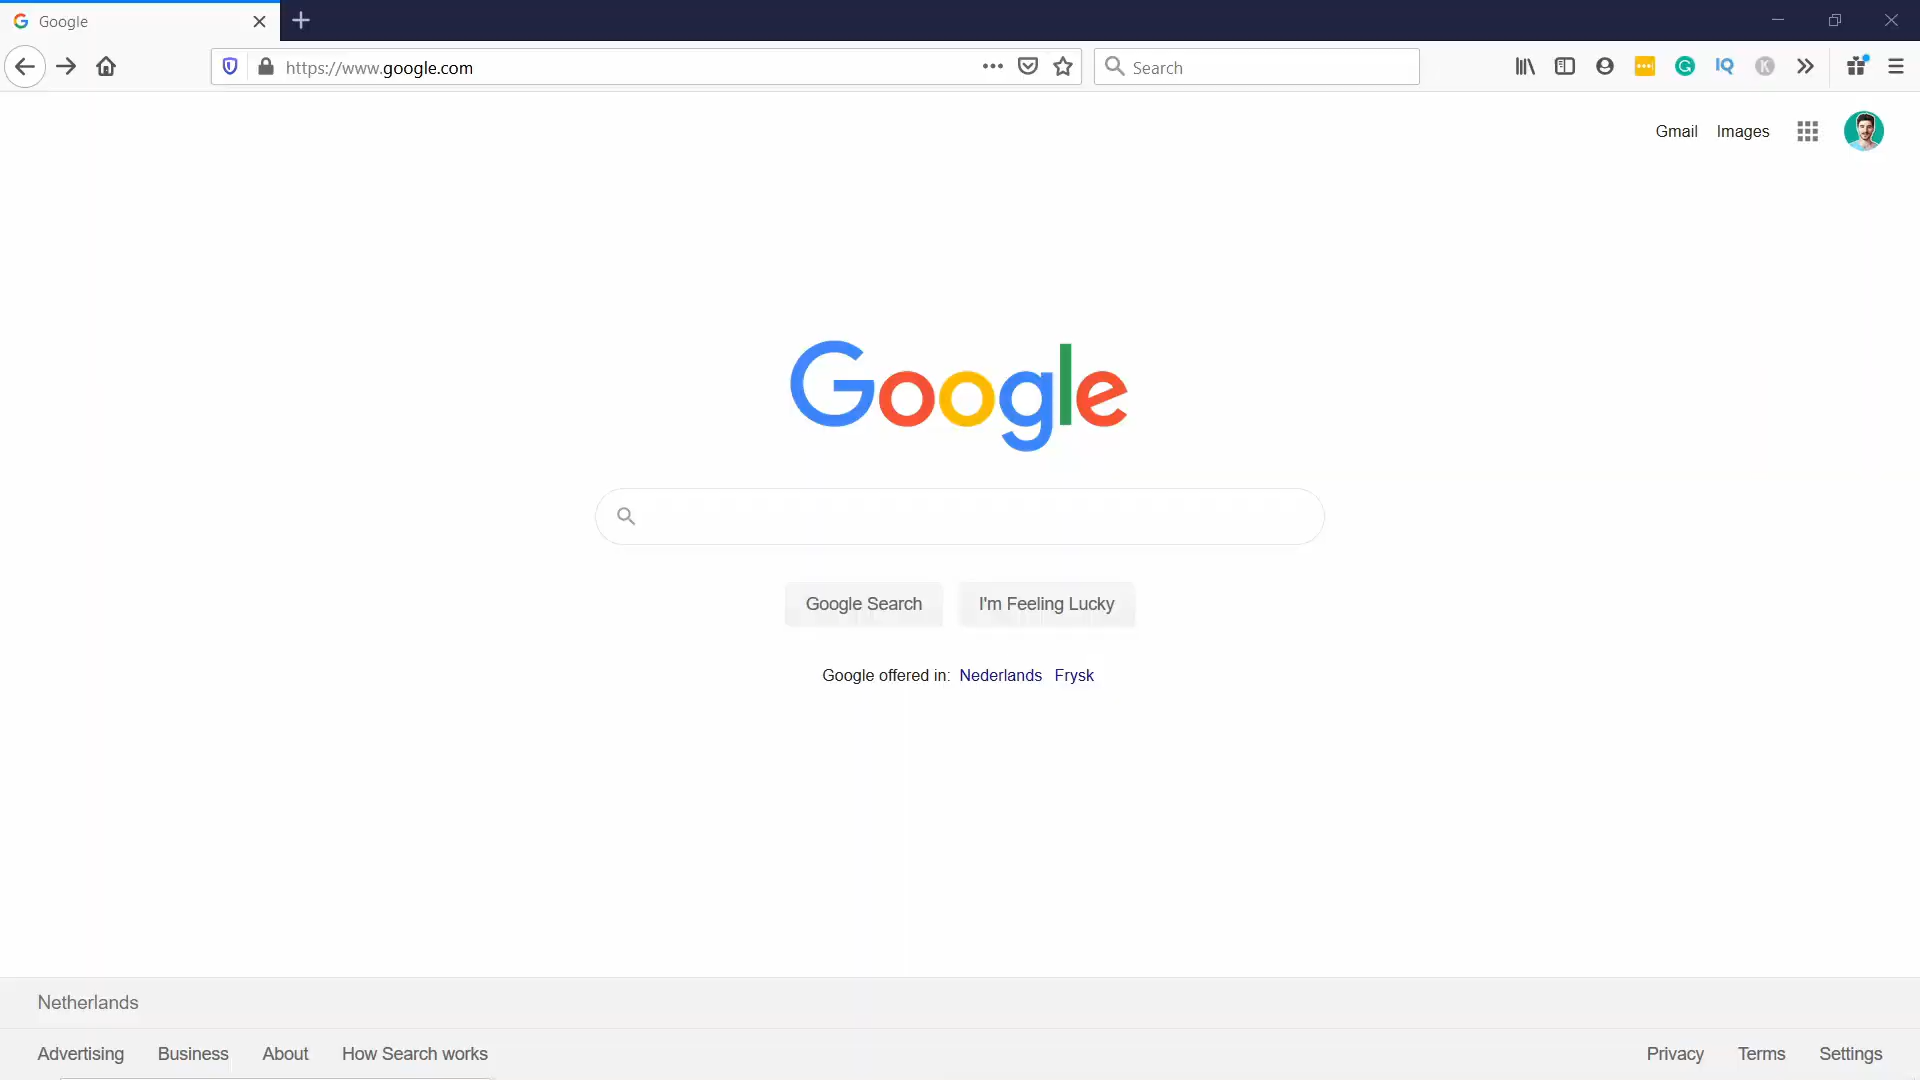 Google
https://www.google.com
Search
IQ
K
Gmail Images
Google
Google Search I'm Feeling Lucky
Google offered in: Nederlands Frysk
Netherlands
Advertising Business About How Search works Privacy Terms Settings